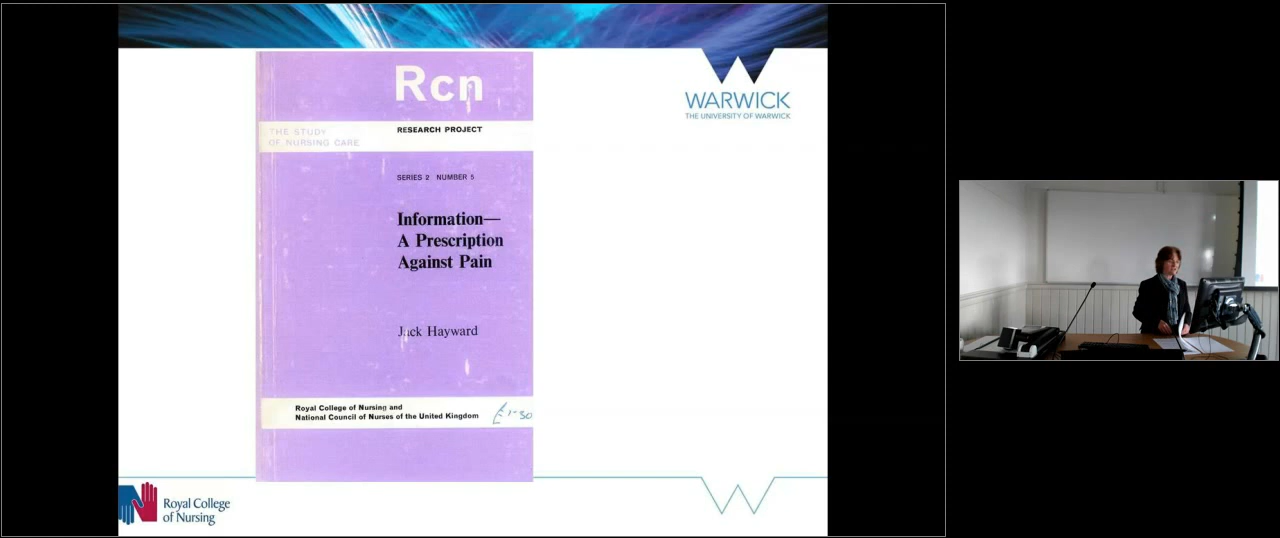 Rcn
THE STUDY
OF NURSING CARE
RESEARCH PROJECT
SERIES 2 NUMBER 5
Information—
A Prescription
Against Pain
Jack Hayward
Royal College of Nursing and
National Council of Nurses of the United Kingdom
£1-30
WARWICK
THE UNIVERSITY OF WARWICK
Royal College
of Nursing